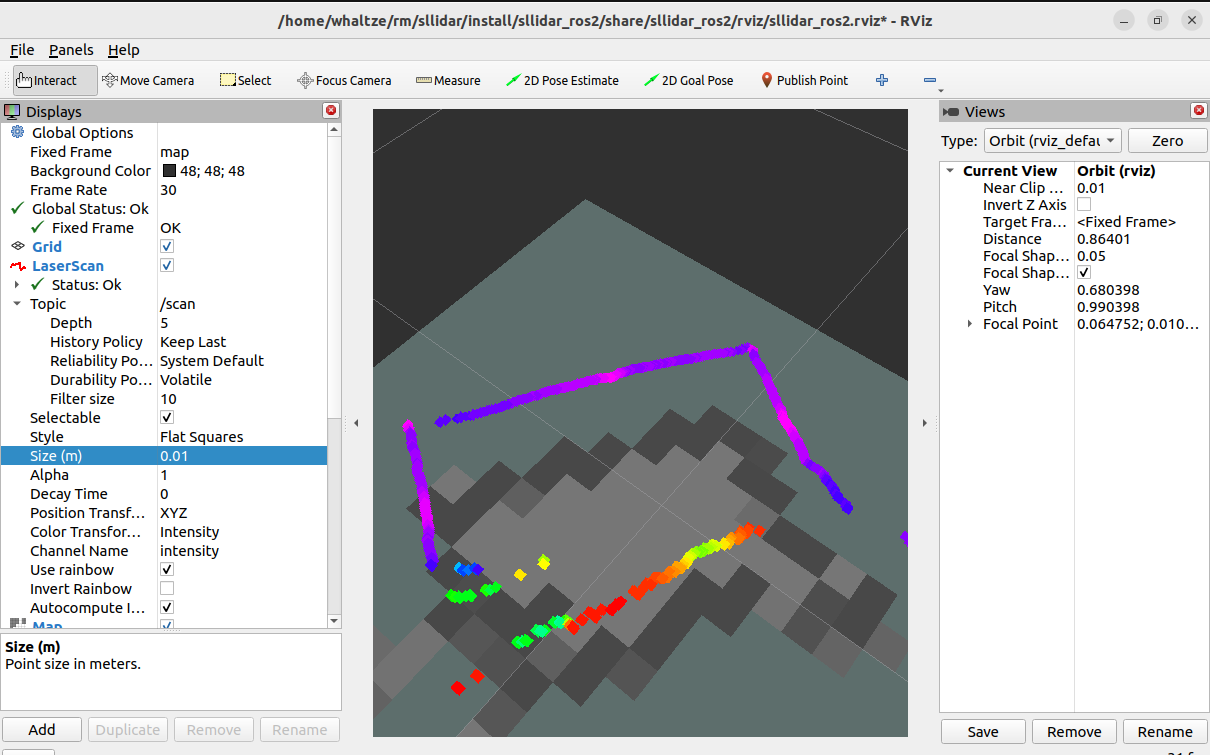 /home/whaltze/rm/sllidar/install/sllidar_ros2/share/sllidar_ros2/rviz/sllidar_ros2.rviz* - RViz
File Panels Help
Interact Move Camera Select Focus Camera Measure 2D Pose Estimate 2D Goal Pose Publish Point
Displays
Global Options
Fixed Frame map
Background Color 48; 48; 48
Frame Rate 30
Global Status: Ok
Fixed Frame OK
Grid
LaserScan
Status: Ok
Topic /scan
Depth 5
History Policy Keep Last
Reliability Po... System Default
Durability Po... Volatile
Filter size 10
Selectable
Style Flat Squares
Size (m) 0.01
Alpha 1
Decay Time 0
Position Transf... XYZ
Color Transfor... Intensity
Channel Name intensity
Use rainbow
Invert Rainbow
Autocompute I...
Map
Size (m)
Point size in meters.
Add Duplicate Remove Rename
Views
Type: Orbit (rviz_defau Zero
Current View Orbit (rviz)
Near Clip ... 0.01
Invert Z Axis
Target Fra... <Fixed Frame>
Distance 0.86401
Focal Shap... 0.05
Focal Shap...
Yaw 0.680398
Pitch 0.990398
Focal Point 0.064752; 0.010...
Save Remove Rename